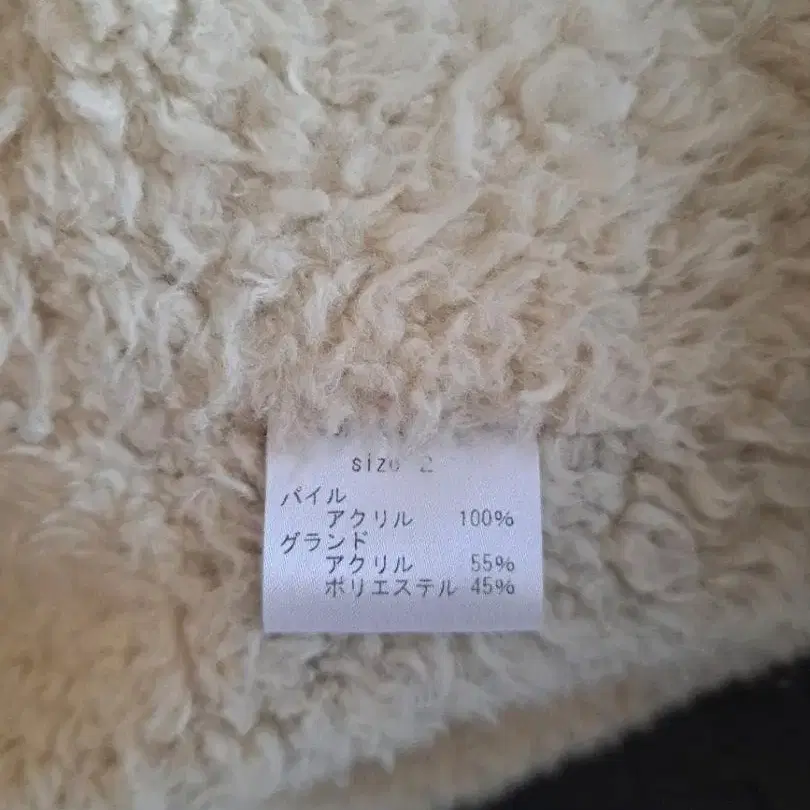 size 2
パイル
アクリル 100%
グランド
アクリル 55%
ポリエステル 45%